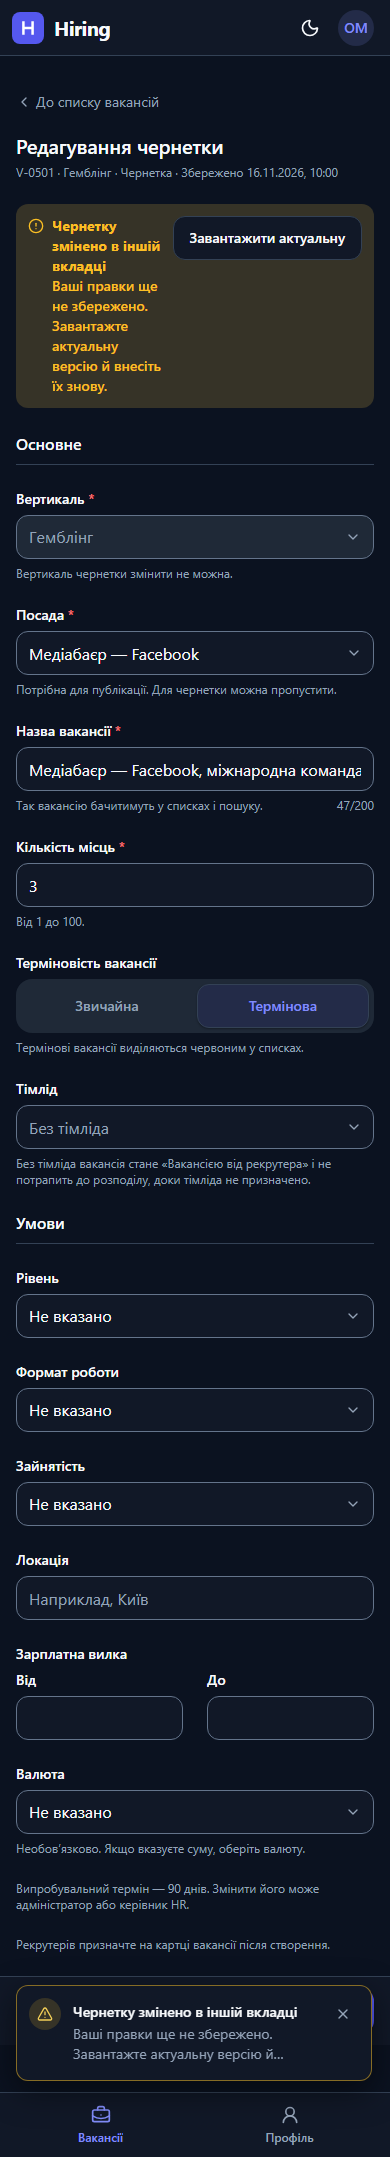 H Hiring OM
До списку вакансій
Редагування чернетки
V-0501 · Гемблінг · Чернетка · Збережено 16.11.2026, 10:00
Чернетку
змінено в іншій
вкладці
Ваші правки ще
не збережено.
Завантажте
актуальну
версію й внесіть
їх знову.
Завантажити актуальну
Основне
Вертикаль *
Гемблінг
Вертикаль чернетки змінити не можна.
Посада *
Медіабаєр — Facebook
Потрібна для публікації. Для чернетки можна пропустити.
Назва вакансії *
Медіабаєр — Facebook, міжнародна команда
Так вакансію бачитимуть у списках і пошуку. 47/200
Кількість місць *
3
Від 1 до 100.
Терміновість вакансії
Звичайна Термінова
Термінові вакансії виділяються червоним у списках.
Тімлід
Без тімліда
Без тімліда вакансія стане «Вакансією від рекрутера» і не
потрапить до розподілу, доки тімліда не призначено.
Умови
Рівень
Не вказано
Формат роботи
Не вказано
Зайнятість
Не вказано
Локація
Наприклад, Київ
Зарплатна вилка
Від До
Валюта
Не вказано
Необов'язково. Якщо вказуєте суму, оберіть валюту.
Випробувальний термін — 90 днів. Змінити його може
адміністратор або керівник HR.
Рекрутерів призначте на картці вакансії після створення.
Чернетку змінено в іншій вкладці
Ваші правки ще не збережено.
Завантажте актуальну версію й…
Вакансії Профіль